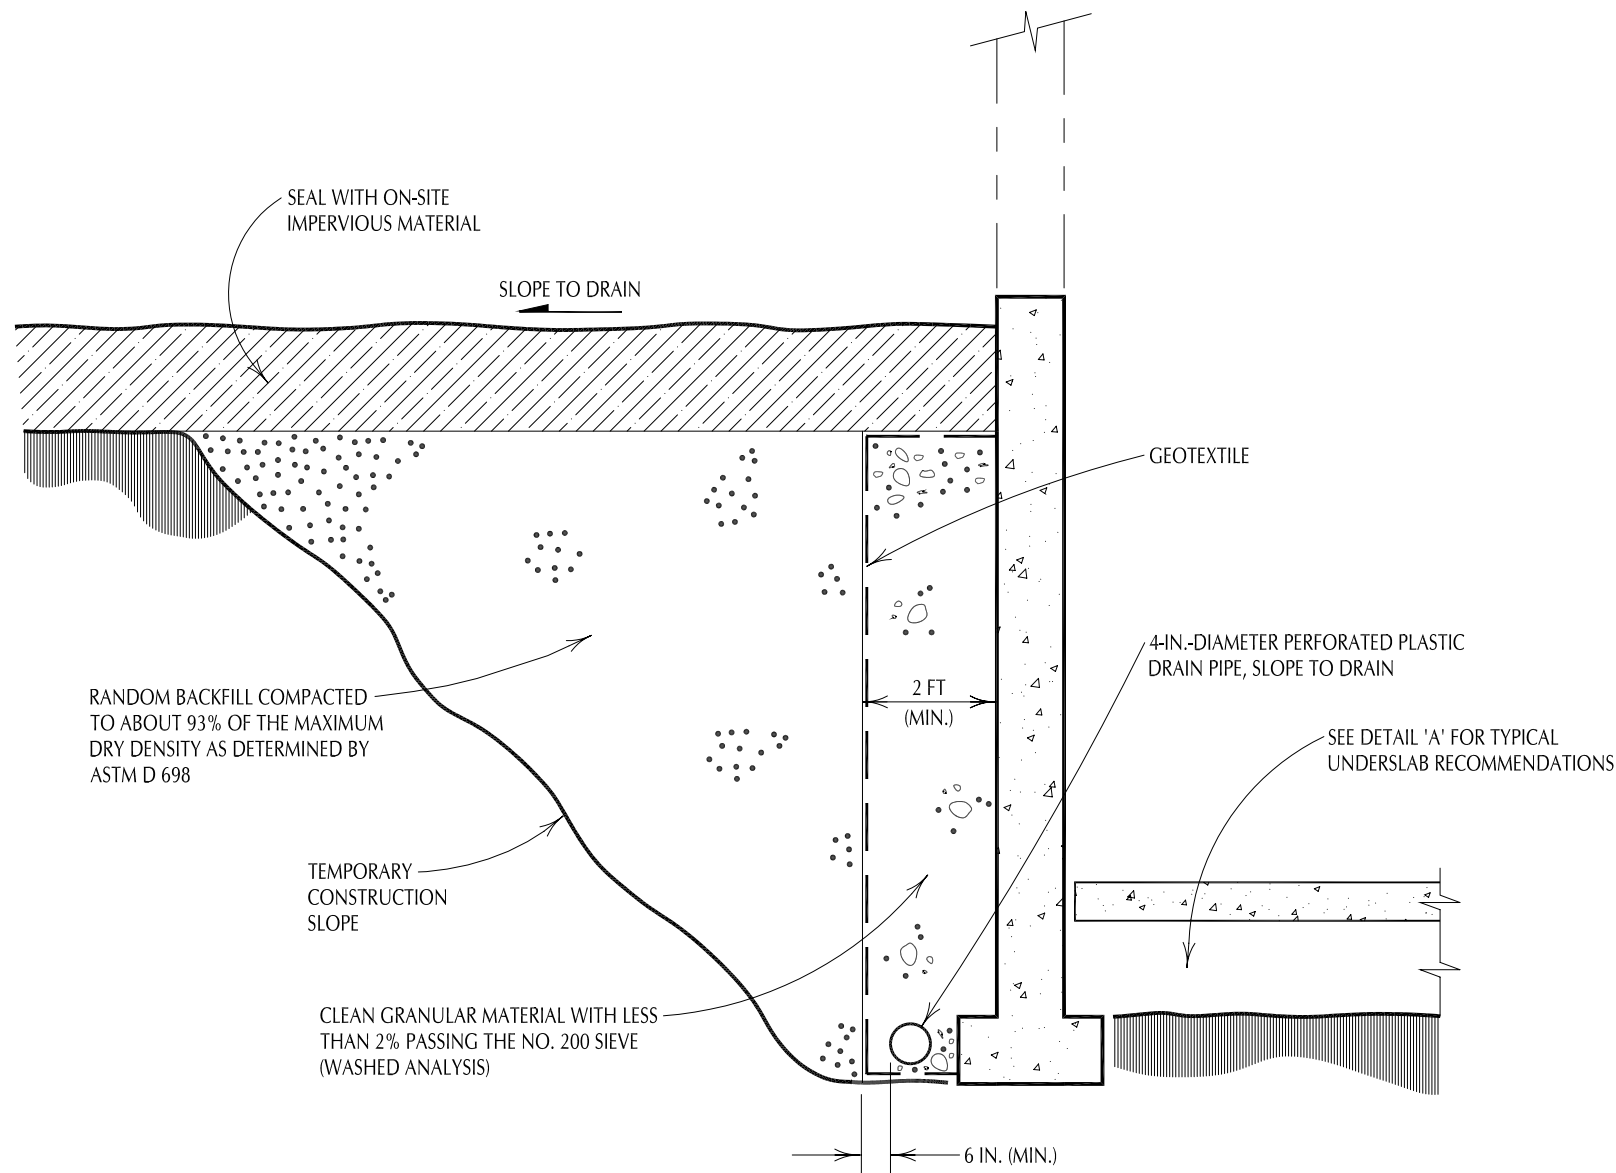 SEAL WITH ON-SITE
IMPERVIOUS MATERIAL
SLOPE TO DRAIN
GEOTEXTILE
4-IN.-DIAMETER PERFORATED PLASTIC
DRAIN PIPE, SLOPE TO DRAIN
2 FT
(MIN.)
RANDOM BACKFILL COMPACTED
TO ABOUT 93% OF THE MAXIMUM
DRY DENSITY AS DETERMINED BY
ASTM D 698
SEE DETAIL 'A' FOR TYPICAL
UNDERSLAB RECOMMENDATIONS
TEMPORARY
CONSTRUCTION
SLOPE
CLEAN GRANULAR MATERIAL WITH LESS
THAN 2% PASSING THE NO. 200 SIEVE
(WASHED ANALYSIS)
6 IN. (MIN.)